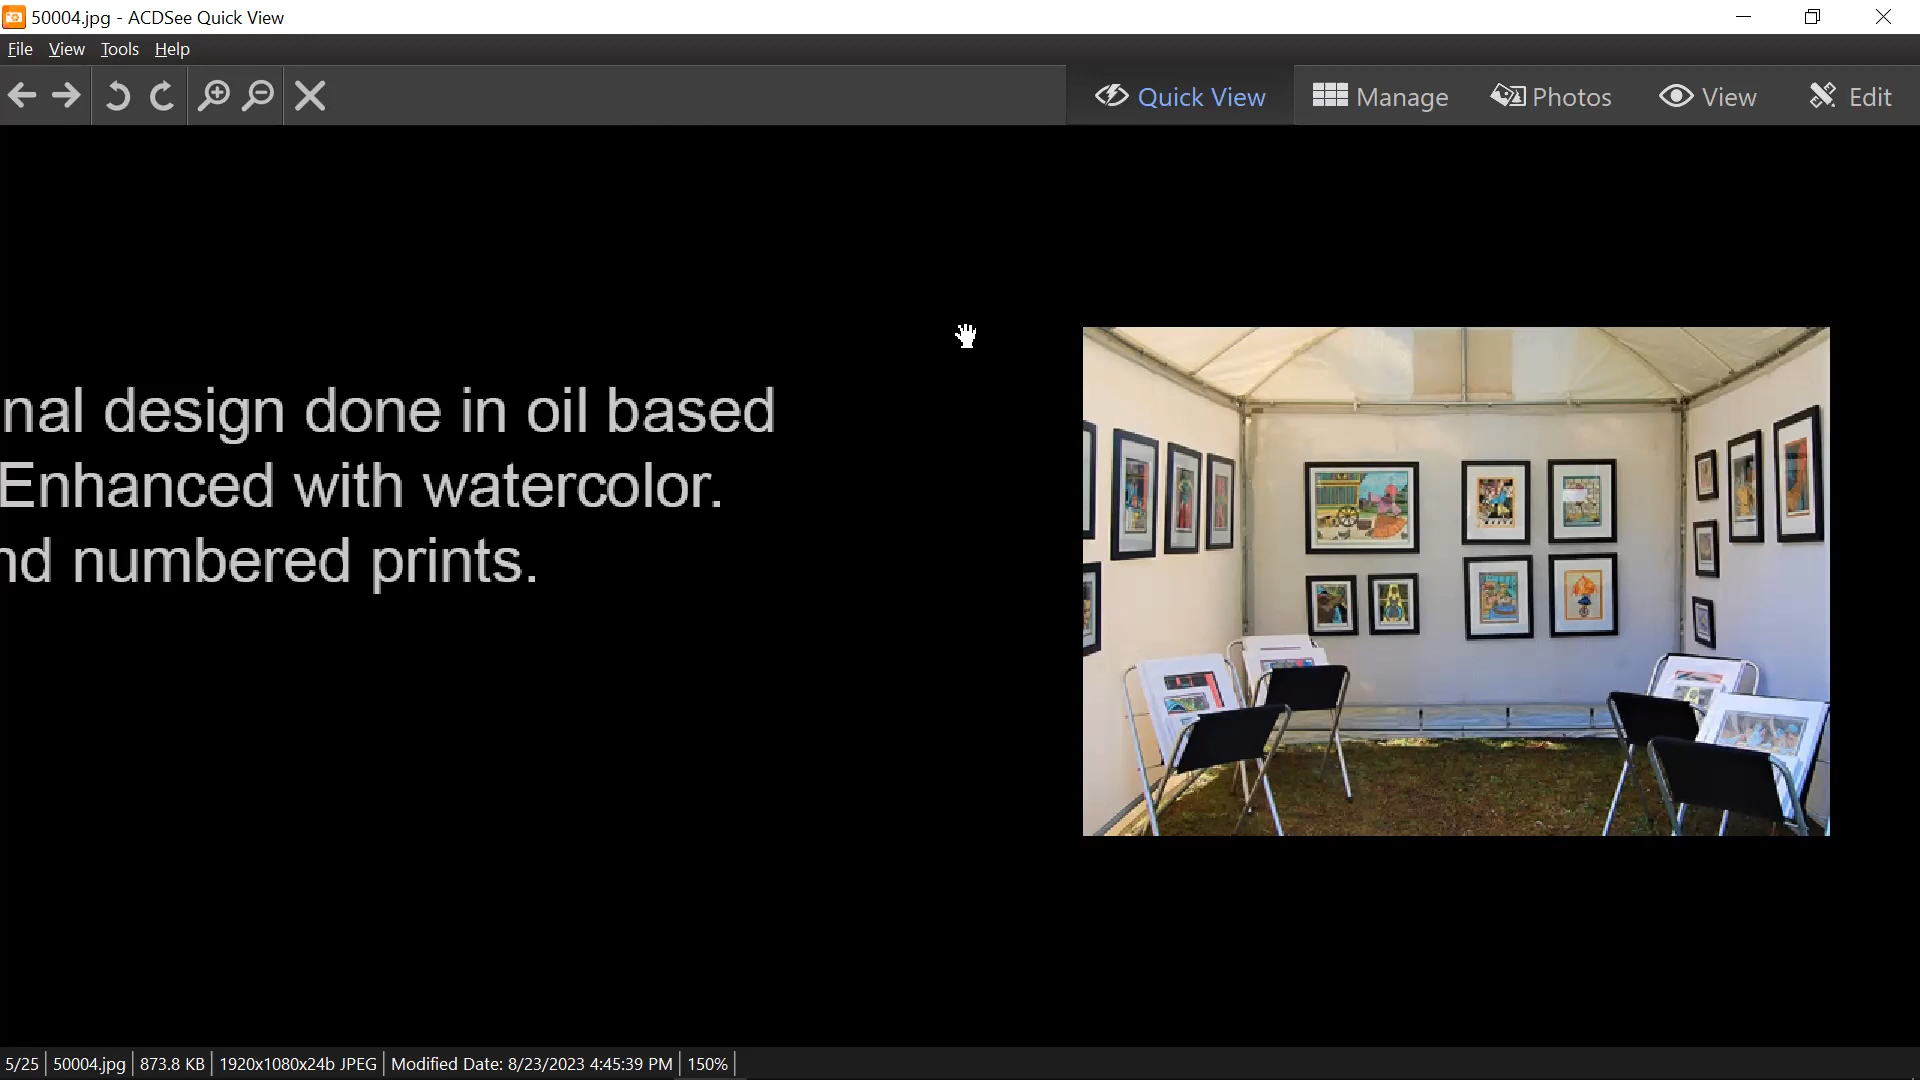 50004.jpg - ACDSee Quick View
File View Tools Help
Quick View Manage Photos View Edit
nal design done in oil based
Enhanced with watercolor.
nd numbered prints.
5/25 50004.jpg 873.8 KB 1920x1080x24b JPEG Modified Date: 8/23/2023 4:45:39 PM 150%